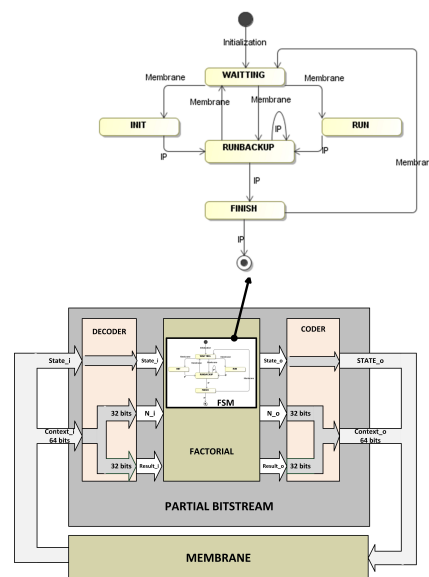 Initialization
WAITTING
Membrane
Membrane
Membrane
Membrane
INIT
RUN
IP
RUNBACKUP
IP
IP
IP
Membran
FINISH
IP
DECODER
CODER
State_i
State_i
State_o
STATE_o
FSM
N_i
N_o
32 bits
32 bits
Context_i
64 bits
Context_o
64 bits
FACTORIAL
32 bits
Result_i
Result_o
32 bits
PARTIAL BITSTREAM
MEMBRANE